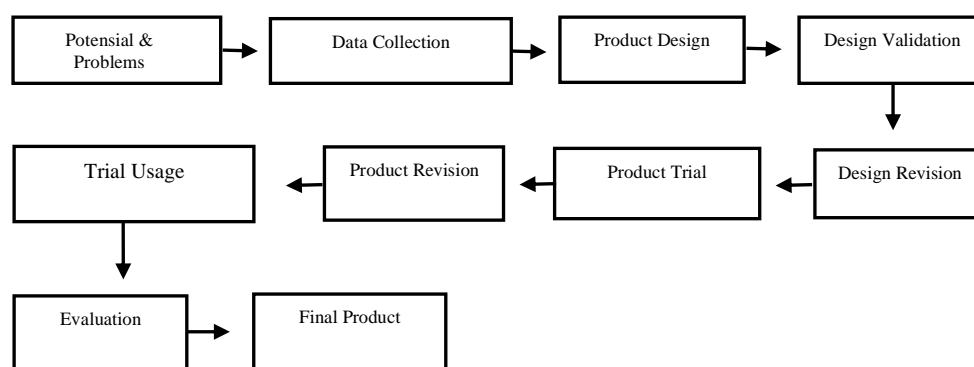 Potensial &
Problems
Data Collection
Product Design
Design Validation
Trial Usage
Product Revision
Product Trial
Design Revision
Evaluation
Final Product